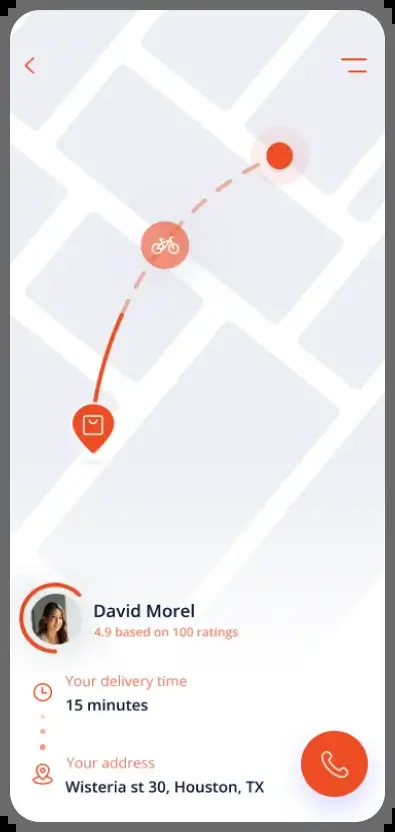 David Morel
4.9 based on 100 ratings
Your delivery time
15 minutes
Your address
Wisteria st 30, Houston, TX